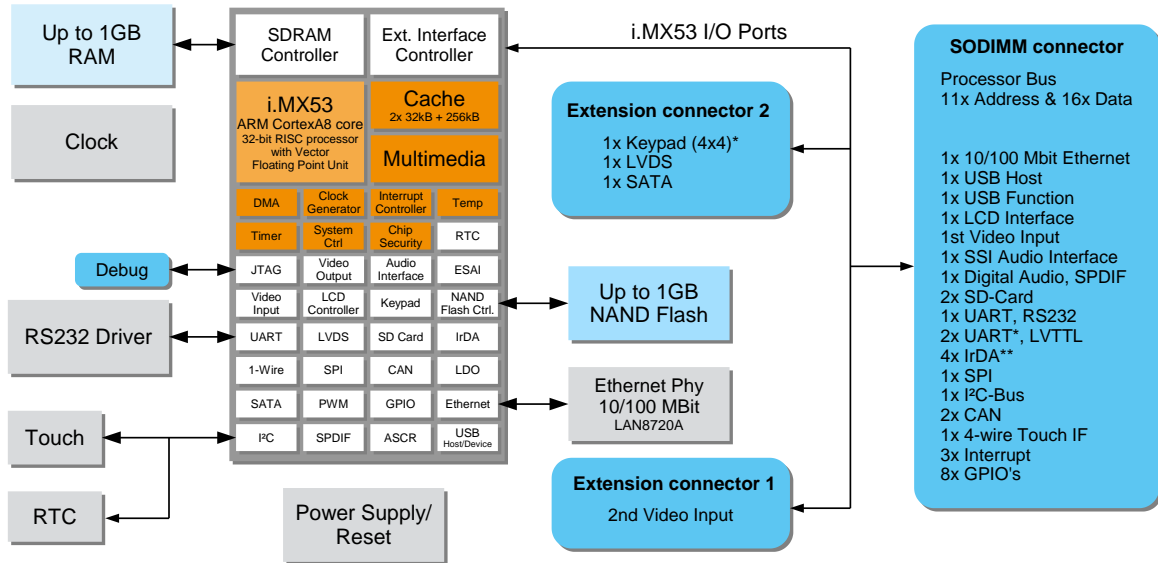 Up to 1GB
RAM
Clock
Debug
RS232 Driver
Touch
RTC
SDRAM
Controller
Ext. Interface
Controller
i.MX53
ARM CortexA8 core
32-bit RISC processor
with Vector
Floating Point Unit
Cache
2x 32kB + 256kB
Multimedia
DMA
Clock
Generator
Interrupt
Controller
Temp
Timer
System
Ctrl
Chip
Security
RTC
JTAG
Video
Output
Audio
Interface
ESAI
Video
Input
LCD
Controller
Keypad
NAND
Flash Ctrl.
UART
LVDS
SD Card
IrDA
1-Wire
SPI
CAN
LDO
SATA
PWM
GPIO
Ethernet
I²C
SPDIF
ASCR
USB
Host/Device
Power Supply/
Reset
i.MX53 I/O Ports
Extension connector 2
1x Keypad (4x4)*
1x LVDS
1x SATA
Up to 1GB
NAND Flash
Ethernet Phy
10/100 MBit
LAN8720A
Extension connector 1
2nd Video Input
SODIMM connector
Processor Bus
11x Address & 16x Data
1x 10/100 Mbit Ethernet
1x USB Host
1x USB Function
1x LCD Interface
1st Video Input
1x SSI Audio Interface
1x Digital Audio, SPDIF
2x SD-Card
1x UART, RS232
2x UART*, LVTTL
4x IrDA**
1x SPI
1x I²C-Bus
2x CAN
1x 4-wire Touch IF
3x Interrupt
8x GPIO's